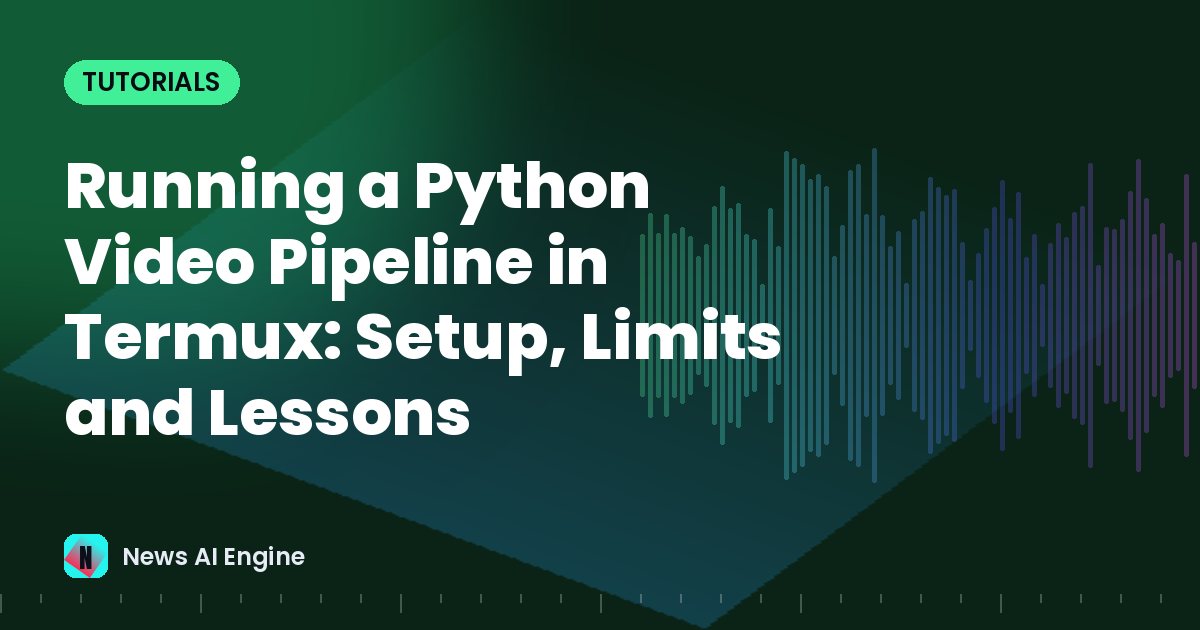 TUTORIALS
Running a Python
Video Pipeline in
Termux: Setup, Limits
and Lessons
N
News AI Engine